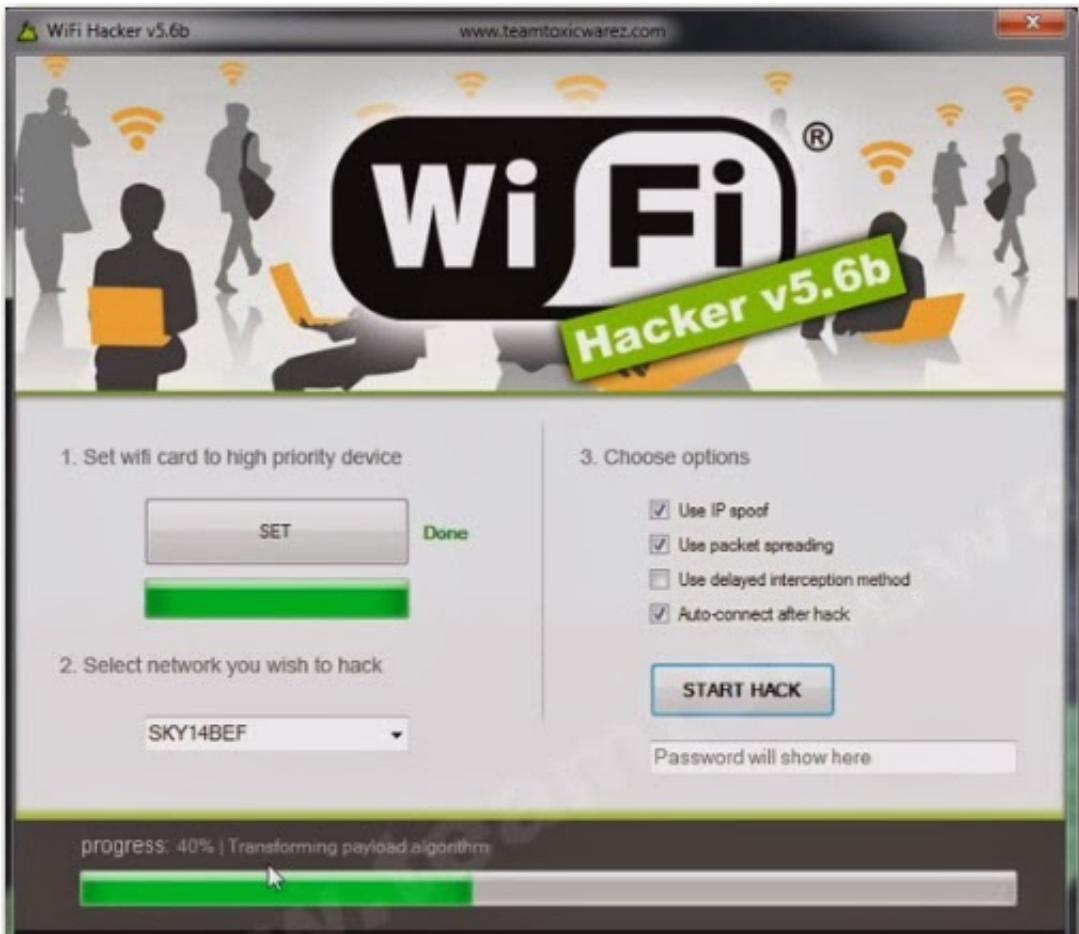 WiFi Hacker v5.6b
www.teamtoxicwarez.com
Wi Fi ®
Hacker v5.6b
1. Set wifi card to high priority device
SET
Done
2. Select network you wish to hack
SKY14BEF
3. Choose options
Use IP spoof
Use packet spreading
Use delayed interception method
Auto-connect after hack
START HACK
Password will show here
progress: 40% | Transforming payload algorithm